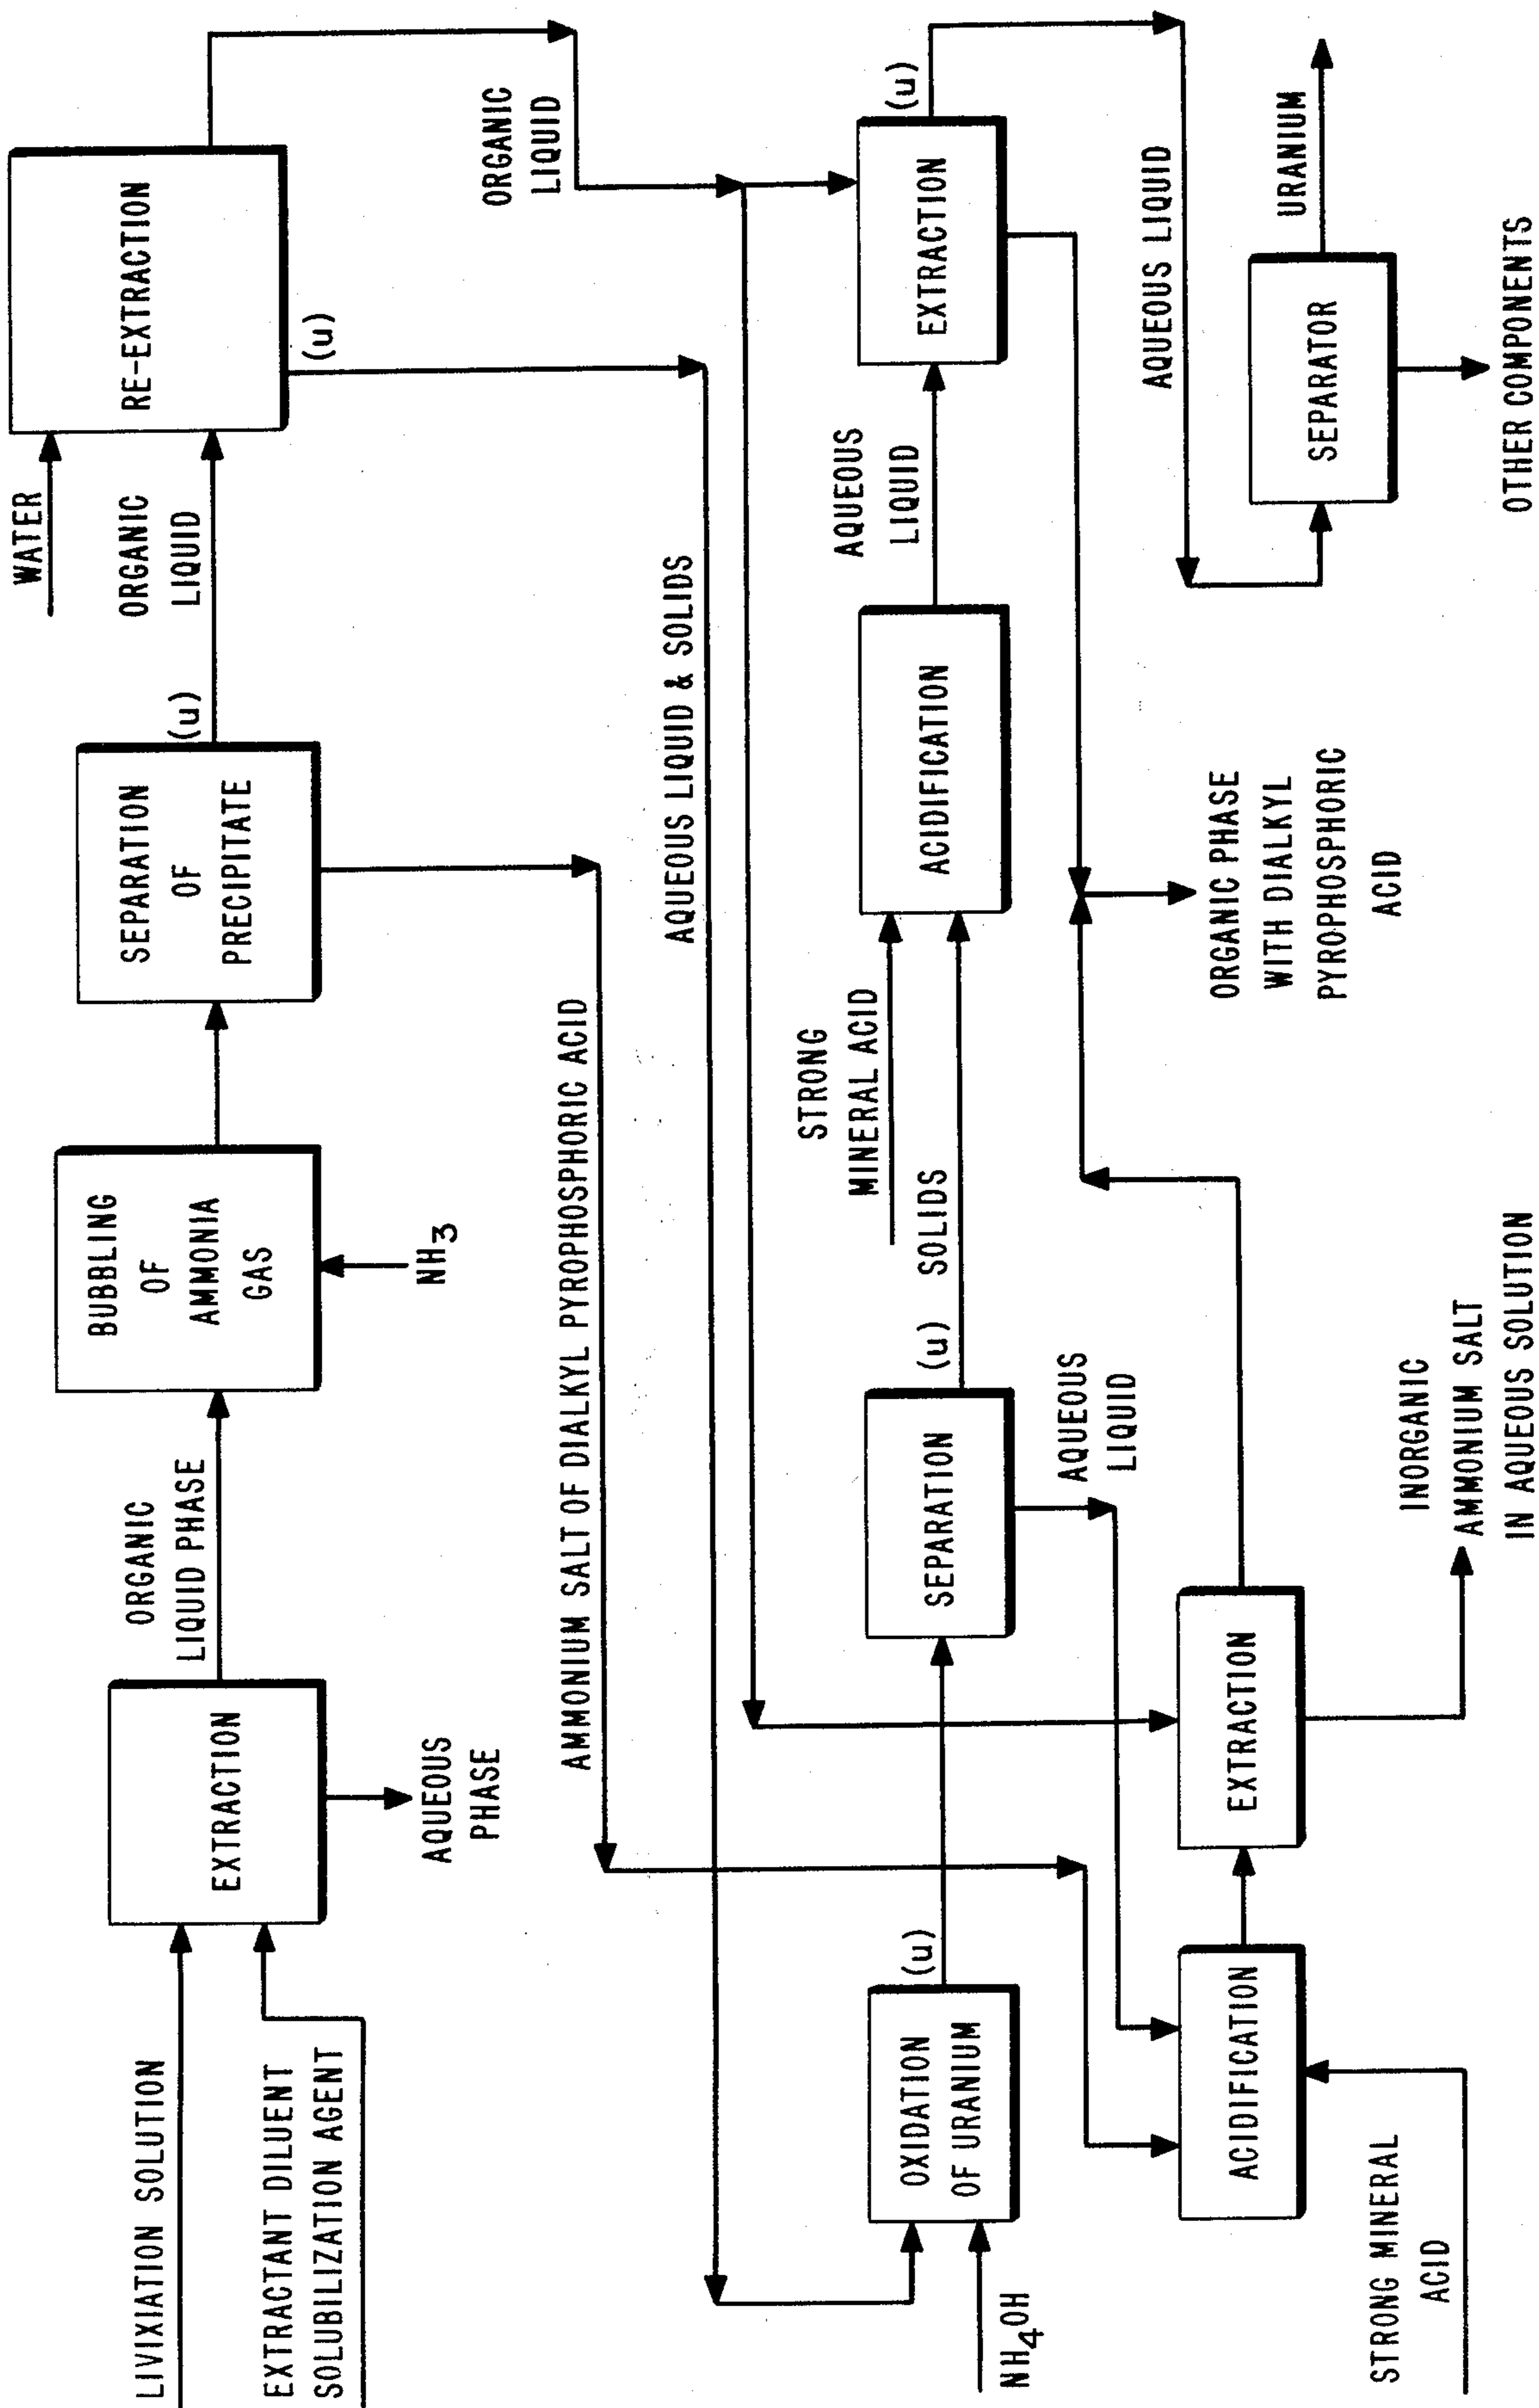 LIVIXIATION SOLUTION
EXTRACTANT DILUENT
SOLUBILIZATION AGENT
EXTRACTION
AQUEOUS
PHASE
ORGANIC
LIQUID PHASE
BUBBLING
OF
AMMONIA
GAS
NH3
SEPARATION
OF
PRECIPITATE
(u)
ORGANIC
LIQUID
WATER
RE-EXTRACTION
(u)
ORGANIC
LIQUID
AMMONIUM SALT OF DIALKYL PYROPHOSPHORIC ACID
AQUEOUS LIQUID & SOLIDS
NH4OH
OXIDATION
OF URANIUM
(u)
SEPARATION
(u) SOLIDS
AQUEOUS
LIQUID
STRONG
MINERAL ACID
ACIDIFICATION
AQUEOUS
LIQUID
EXTRACTION
(u)
STRONG MINERAL
ACID
ACIDIFICATION
EXTRACTION
INORGANIC
AMMONIUM SALT
IN AQUEOUS SOLUTION
ORGANIC PHASE
WITH DIALKYL
PYROPHOSPHORIC
ACID
AQUEOUS LIQUID
SEPARATOR
URANIUM
OTHER COMPONENTS